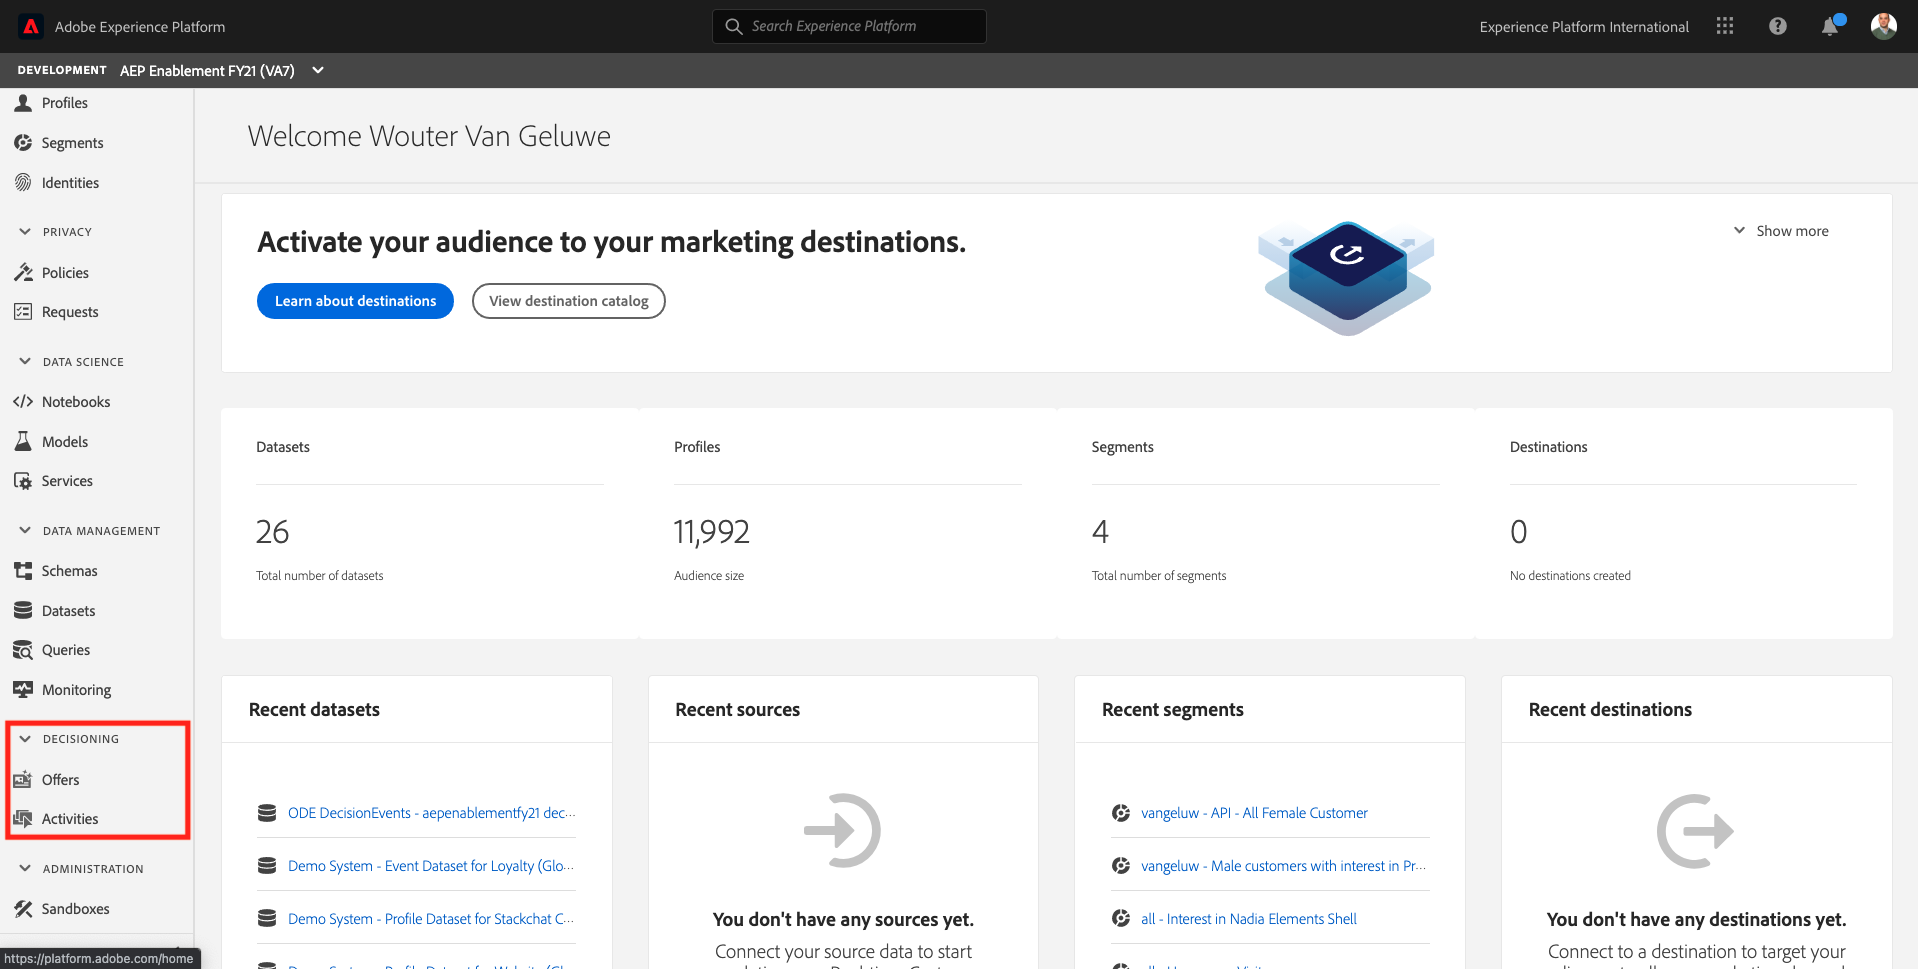 Adobe Experience Platform
Search Experience Platform
Experience Platform International
DEVELOPMENT AEP Enablement FY21 (VA7)
Profiles
Segments
Identities
PRIVACY
Policies
Requests
DATA SCIENCE
Notebooks
Models
Services
DATA MANAGEMENT
Schemas
Datasets
Queries
Monitoring
DECISIONING
Offers
Activities
ADMINISTRATION
Sandboxes
https://platform.adobe.com/home
Welcome Wouter Van Geluwe
Activate your audience to your marketing destinations.
Learn about destinations
View destination catalog
Show more
Datasets
26
Total number of datasets
Profiles
11,992
Audience size
Segments
4
Total number of segments
Destinations
0
No destinations created
Recent datasets
ODE DecisionEvents - aepenablementfy21 dec...
Demo System - Event Dataset for Loyalty (Glo...
Demo System - Profile Dataset for Stackchat C...
Recent sources
You don't have any sources yet.
Connect your source data to start
Recent segments
vangeluw - API - All Female Customer
vangeluw - Male customers with interest in Pr...
all - Interest in Nadia Elements Shell
Recent destinations
You don't have any destinations yet.
Connect to a destination to target your